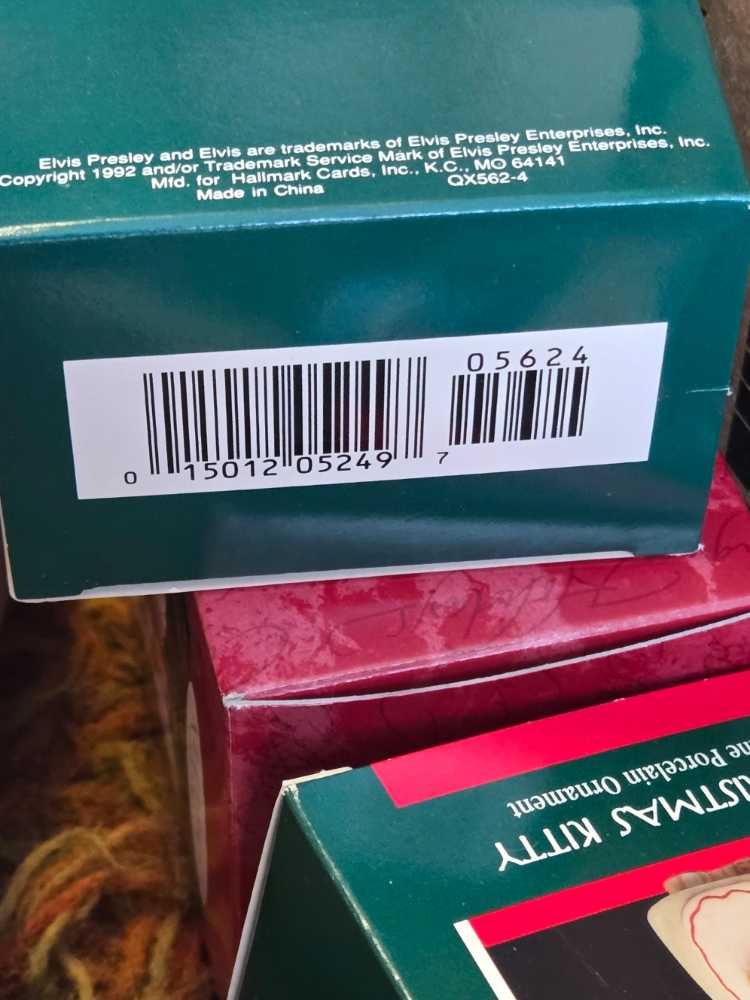 Elvis Presley and Elvis are trademarks of Elvis Presley Enterprises, Inc.
Copyright 1992 and/or Trademark Service Mark of Elvis Presley Enterprises, Inc.
Mfd. for Hallmark Cards, Inc., K.C., MO 64141
Made in China QX562-4
05624
0 15012 05249 7
Porcelain Ornament
KITTY